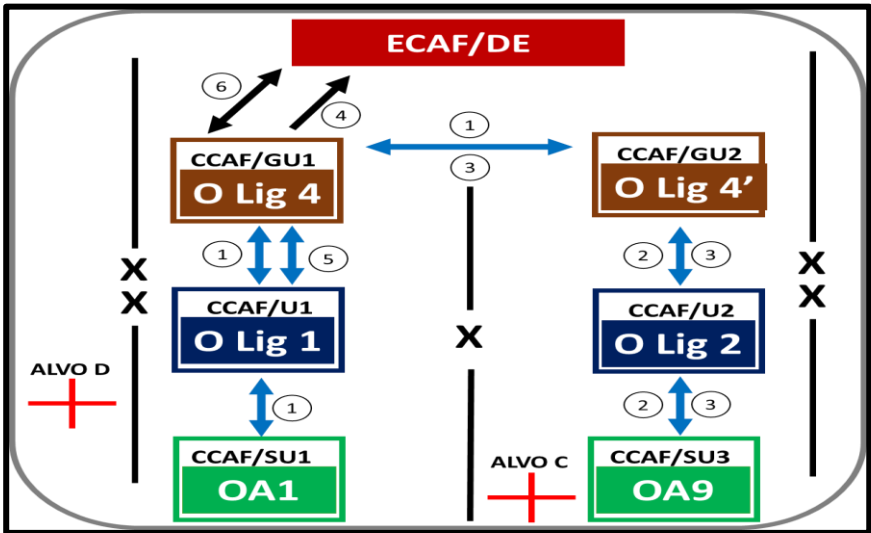 ECAF/DE
6
4
1
CCAF/GU1
O Lig 4
3
CCAF/GU2
O Lig 4’
1
5
2
3
X
X
X
X
CCAF/U1
O Lig 1
CCAF/U2
O Lig 2
X
ALVO D
1
2
3
CCAF/SU1
OA1
ALVO C
CCAF/SU3
OA9